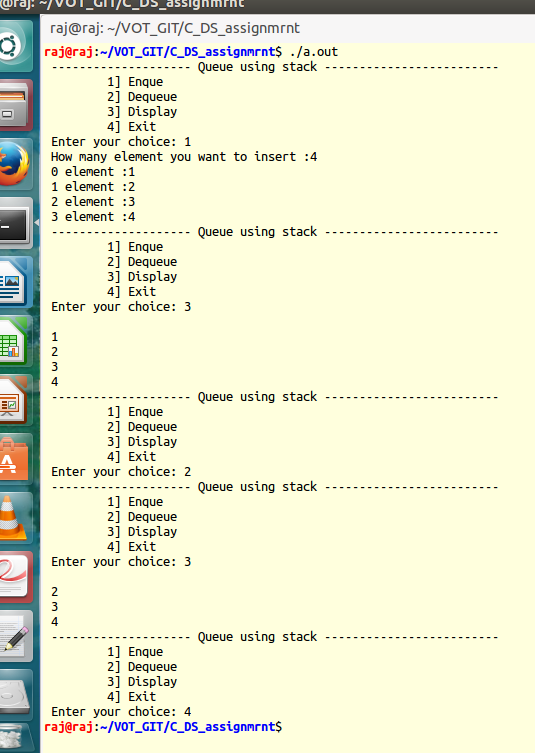 @raj: ~/VOT_GIT/C_DS_assignmrnt
raj@raj: ~/VOT_GIT/C_DS_assignmrnt
raj@raj:~/VOT_GIT/C_DS_assignmrnt$ ./a.out
-------------------- Queue using stack -------------------------
1] Enque
2] Dequeue
3] Display
4] Exit
Enter your choice: 1
How many element you want to insert :4
0 element :1
1 element :2
2 element :3
3 element :4
-------------------- Queue using stack -------------------------
1] Enque
2] Dequeue
3] Display
4] Exit
Enter your choice: 3
1
2
3
4
-------------------- Queue using stack -------------------------
1] Enque
2] Dequeue
3] Display
4] Exit
Enter your choice: 2
-------------------- Queue using stack -------------------------
1] Enque
2] Dequeue
3] Display
4] Exit
Enter your choice: 3
2
3
4
-------------------- Queue using stack -------------------------
1] Enque
2] Dequeue
3] Display
4] Exit
Enter your choice: 4
raj@raj:~/VOT_GIT/C_DS_assignmrnt$